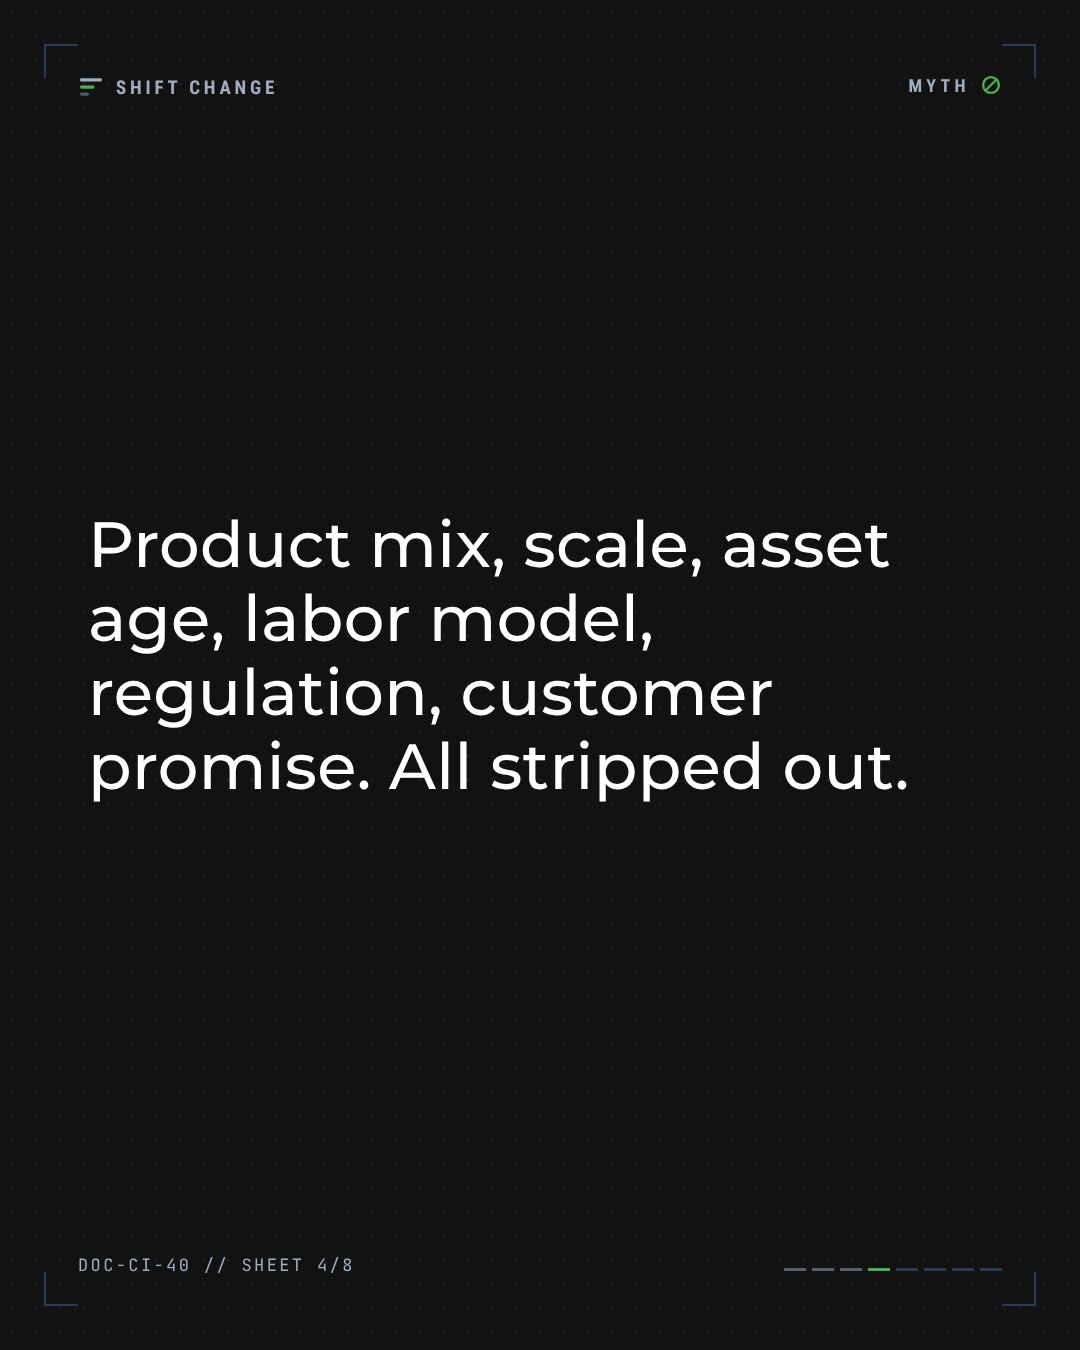 SHIFT CHANGE
MYTH
Product mix, scale, asset
age, labor model,
regulation, customer
promise. All stripped out.
DOC-CI-40 // SHEET 4/8